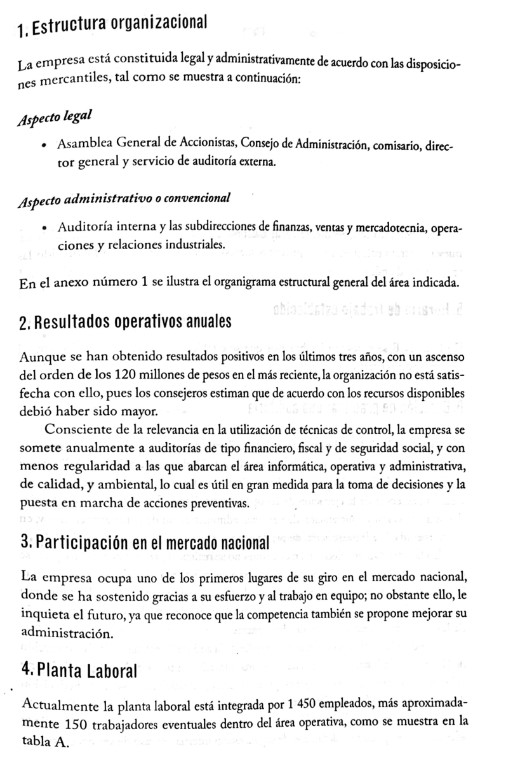 1. Estructura organizacional
La empresa está constituida legal y administrativamente de acuerdo con las disposicio-
nes mercantiles, tal como se muestra a continuación:
Aspecto legal
• Asamblea General de Accionistas, Consejo de Administración, comisario, direc-
tor general y servicio de auditoría externa.
Aspecto administrativo o convencional
• Auditoría interna y las subdirecciones de finanzas, ventas y mercadotecnia, opera-
ciones y relaciones industriales.
En el anexo número 1 se ilustra el organigrama estructural general del área indicada.
2. Resultados operativos anuales
Aunque se han obtenido resultados positivos en los últimos tres años, con un ascenso
del orden de los 120 millones de pesos en el más reciente, la organización no está satis-
fecha con ello, pues los consejeros estiman que de acuerdo con los recursos disponibles
debió haber sido mayor.
Consciente de la relevancia en la utilización de técnicas de control, la empresa se
somete anualmente a auditorías de tipo financiero, fiscal y de seguridad social, y con
menos regularidad a las que abarcan el área informática, operativa y administrativa,
de calidad, y ambiental, lo cual es útil en gran medida para la toma de decisiones y la
puesta en marcha de acciones preventivas.
3. Participación en el mercado nacional
La empresa ocupa uno de los primeros lugares de su giro en el mercado nacional,
donde se ha sostenido gracias a su esfuerzo y al trabajo en equipo; no obstante ello, le
inquieta el futuro, ya que reconoce que la competencia también se propone mejorar su
administración.
4. Planta Laboral
Actualmente la planta laboral está integrada por 1 450 empleados, más aproximada-
mente 150 trabajadores eventuales dentro del área operativa, como se muestra en la
tabla A.